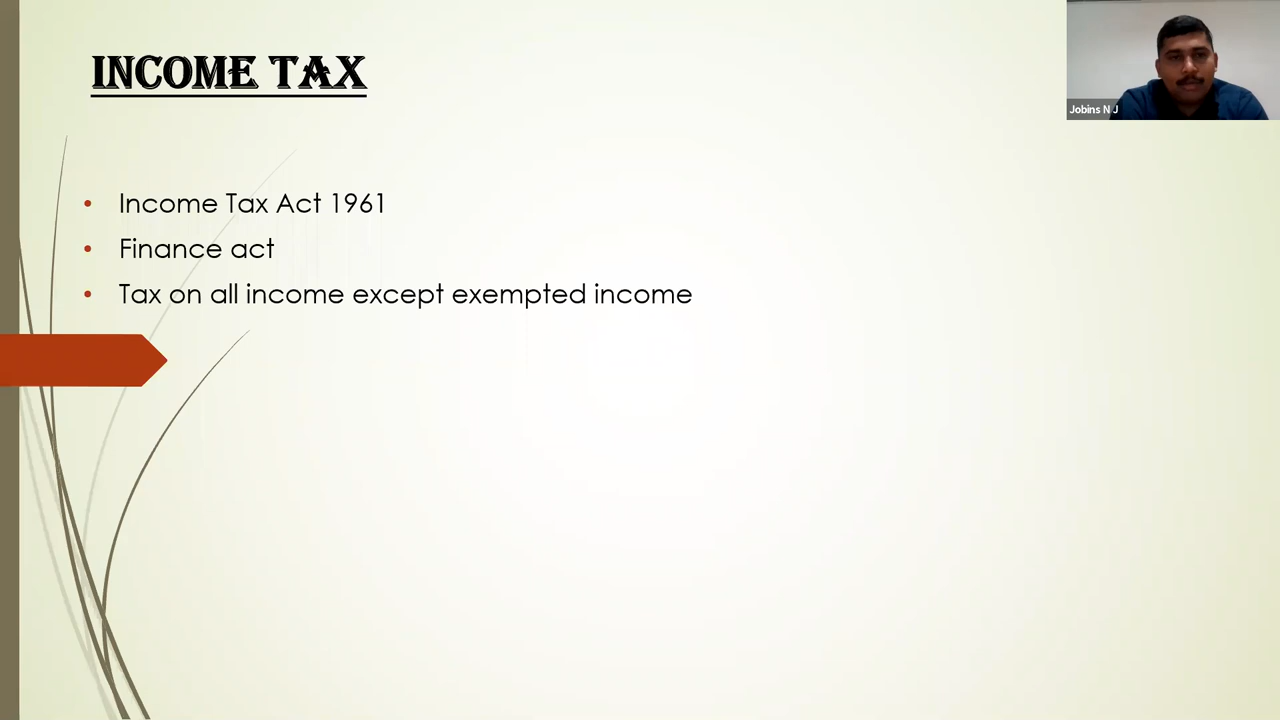 INCOME TAX
Jobins N J
• Income Tax Act 1961
• Finance act
• Tax on all income except exempted income